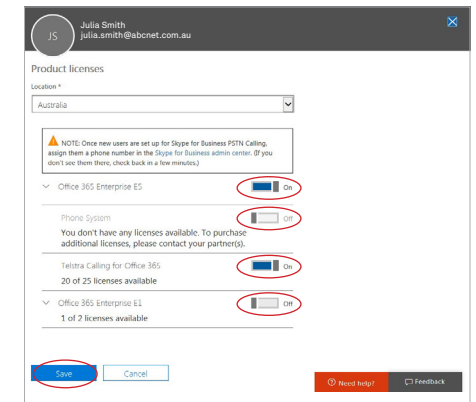 JS
Julia Smith
julia.smith@abcnet.com.au
Product licenses
Location *
Australia
NOTE: Once new users are set up for Skype for Business PSTN Calling,
assign them a phone number in the Skype for Business admin center. (If you
don't see them there, check back in a few minutes.)
Office 365 Enterprise E5 On
Phone System Off
You don't have any licenses available. To purchase
additional licenses, please contact your partner(s).
Telstra Calling for Office 365 On
20 of 25 licenses available
Office 365 Enterprise E1 Off
1 of 2 licenses available
Save Cancel
Need help? Feedback